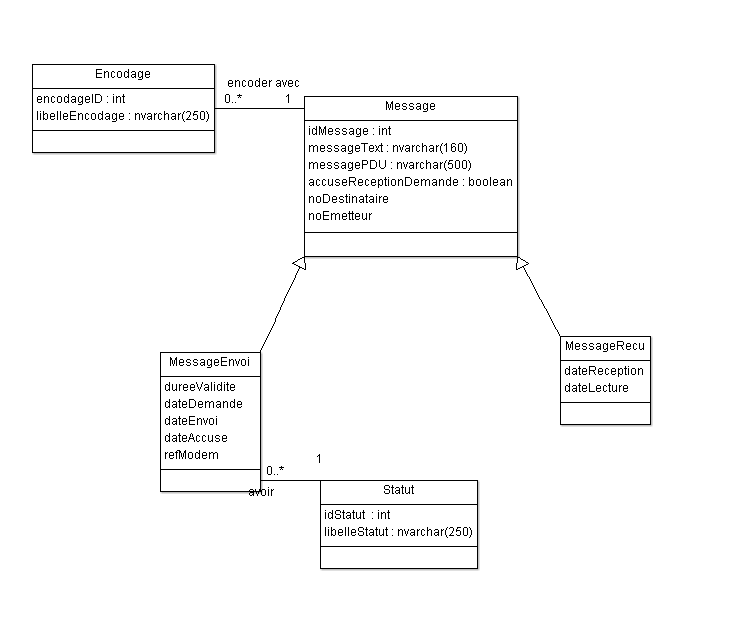 Encodage
encodageID : int
libelleEncodage : nvarchar(250)
encoder avec
0..*
1
Message
idMessage : int
messageText : nvarchar(160)
messagePDU : nvarchar(500)
accuseReceptionDemande : boolean
noDestinataire
noEmetteur
MessageEnvoi
dureeValidite
dateDemande
dateEnvoi
dateAccuse
refModem
MessageRecu
dateReception
dateLecture
0..*
1
avoir
Statut
idStatut : int
libelleStatut : nvarchar(250)